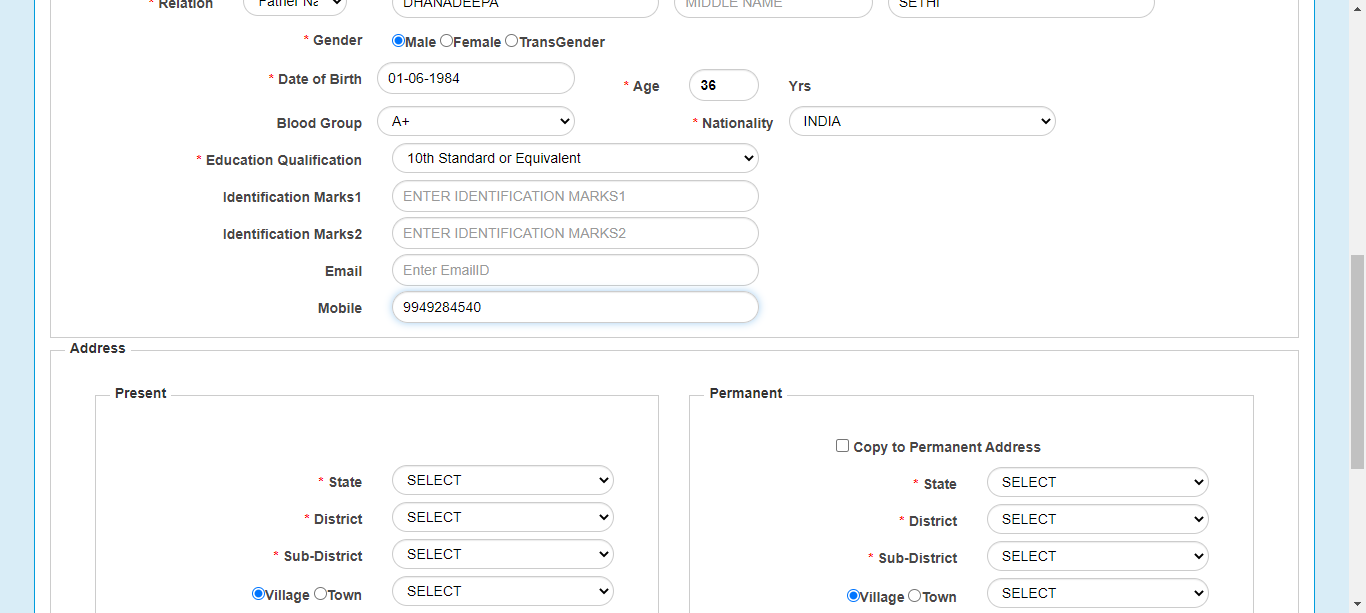 * Relation Father Na DHANADEEPA MIDDLE NAME SETHI
* Gender Male Female TransGender
* Date of Birth 01-06-1984 * Age 36 Yrs
Blood Group A+ * Nationality INDIA
* Education Qualification 10th Standard or Equivalent
Identification Marks1 ENTER IDENTIFICATION MARKS1
Identification Marks2 ENTER IDENTIFICATION MARKS2
Email Enter EmailID
Mobile 9949284540
Address
Present
* State SELECT
* District SELECT
* Sub-District SELECT
Village Town SELECT
Permanent
Copy to Permanent Address
* State SELECT
* District SELECT
* Sub-District SELECT
Village Town SELECT